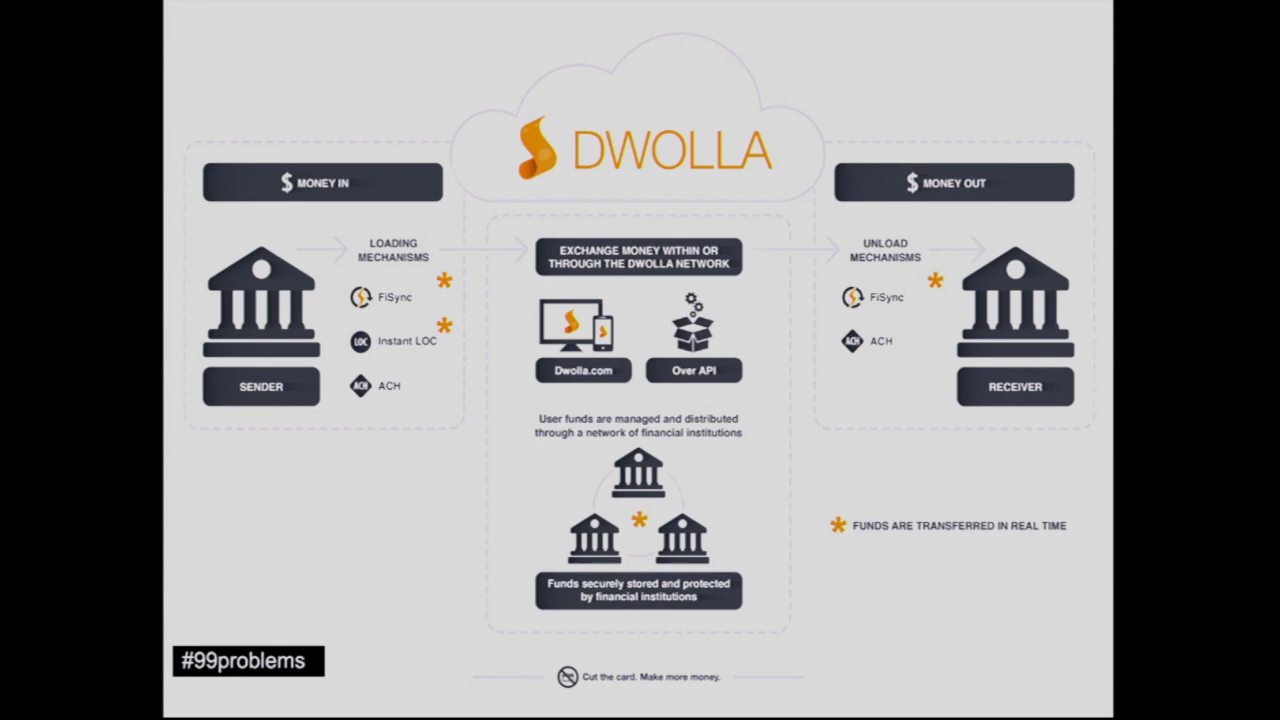 DWOLLA
$ MONEY IN
LOADING
MECHANISMS
*
FiSync
*
LOC
Instant LOC
ACH
ACH
SENDER
EXCHANGE MONEY WITHIN OR
THROUGH THE DWOLLA NETWORK
Dwolla.com
Over API
User funds are managed and distributed
through a network of financial institutions
*
Funds securely stored and protected
by financial institutions
$ MONEY OUT
UNLOAD
MECHANISMS
*
FiSync
ACH
ACH
RECEIVER
* FUNDS ARE TRANSFERRED IN REAL TIME
#99problems
Cut the card. Make more money.